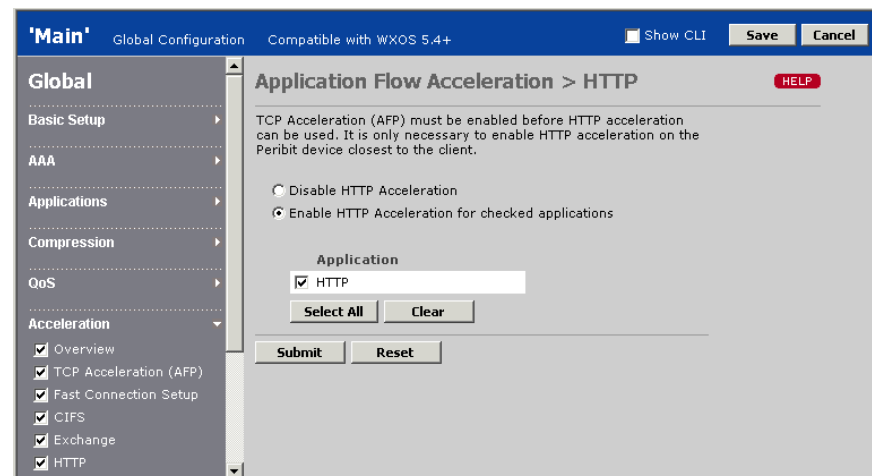 'Main' Global Configuration Compatible with WXOS 5.4+ Show CLI Save Cancel
Global
Basic Setup
AAA
Applications
Compression
QoS
Acceleration
Overview
TCP Acceleration (AFP)
Fast Connection Setup
CIFS
Exchange
HTTP
Application Flow Acceleration > HTTP HELP
TCP Acceleration (AFP) must be enabled before HTTP acceleration
can be used. It is only necessary to enable HTTP acceleration on the
Peribit device closest to the client.
Disable HTTP Acceleration
Enable HTTP Acceleration for checked applications
Application
HTTP
Select All Clear
Submit Reset